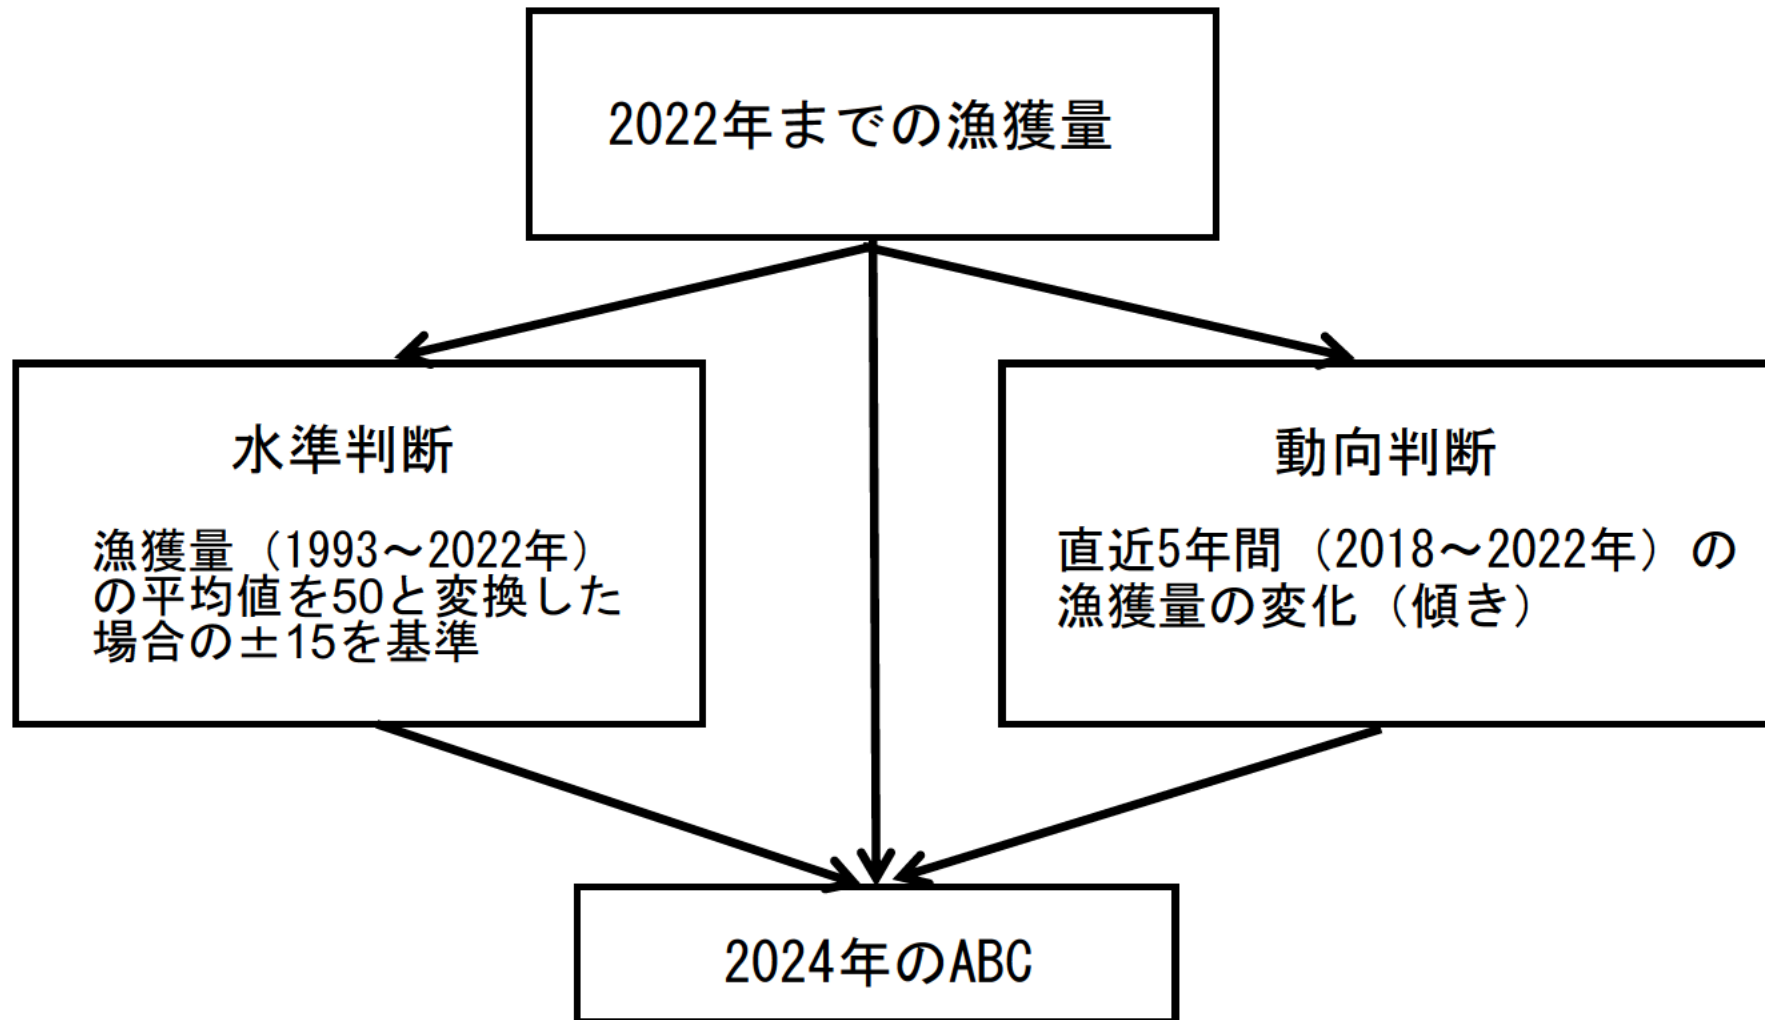 2022年までの漁獲量
水準判断
漁獲量（1993～2022年）
の平均値を50と変換した
場合の±15を基準
動向判断
直近5年間（2018～2022年）の
漁獲量の変化（傾き）
2024年のABC